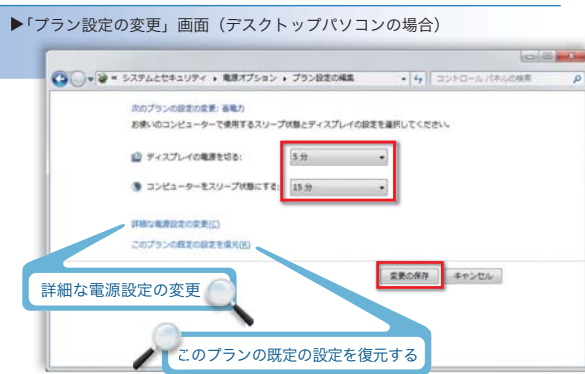 ▶「プラン設定の変更」画面（デスクトップパソコンの場合）
« システムとセキュリティ ▸ 電源オプション ▸ プラン設定の編集
コントロール パネルの検索
次のプランの設定の変更: 省電力
お使いのコンピューターで使用するスリープ状態とディスプレイの設定を選択してください。
ディスプレイの電源を切る: 5 分
コンピューターをスリープ状態にする: 15 分
詳細な電源設定の変更(C)
このプランの既定の設定を復元(R)
変更の保存 キャンセル
詳細な電源設定の変更
このプランの既定の設定を復元する